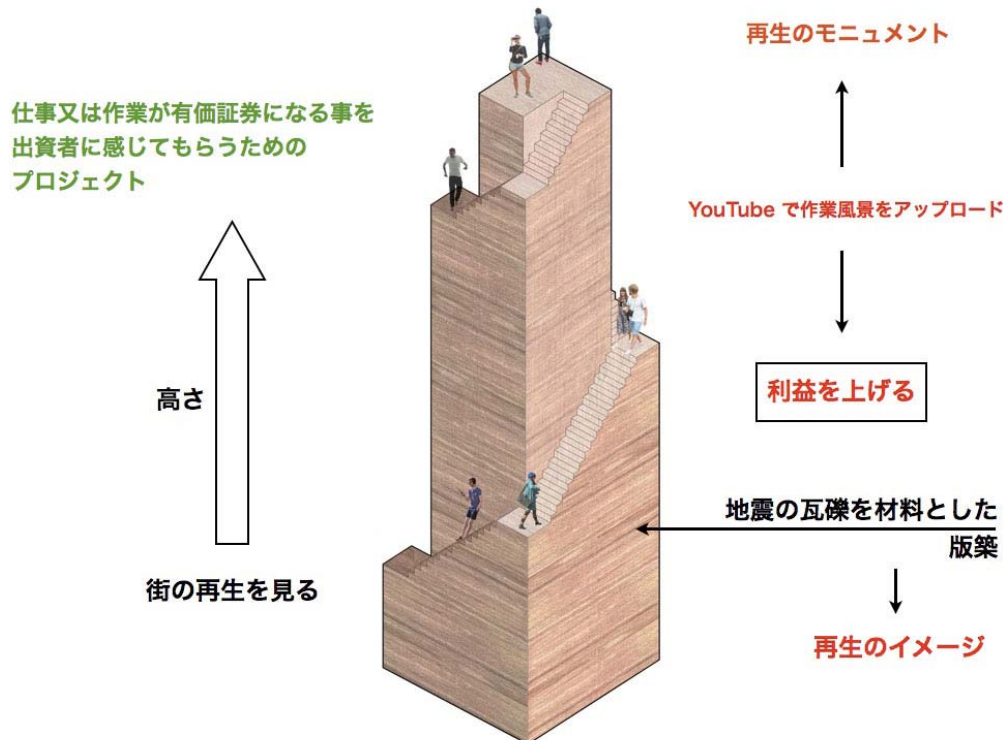 再生のモニュメント
仕事又は作業が有価証券になる事を
出資者に感じてもらうための
プロジェクト
YouTube で作業風景をアップロード
高さ
利益を上げる
地震の瓦礫を材料とした
版築
街の再生を見る
再生のイメージ